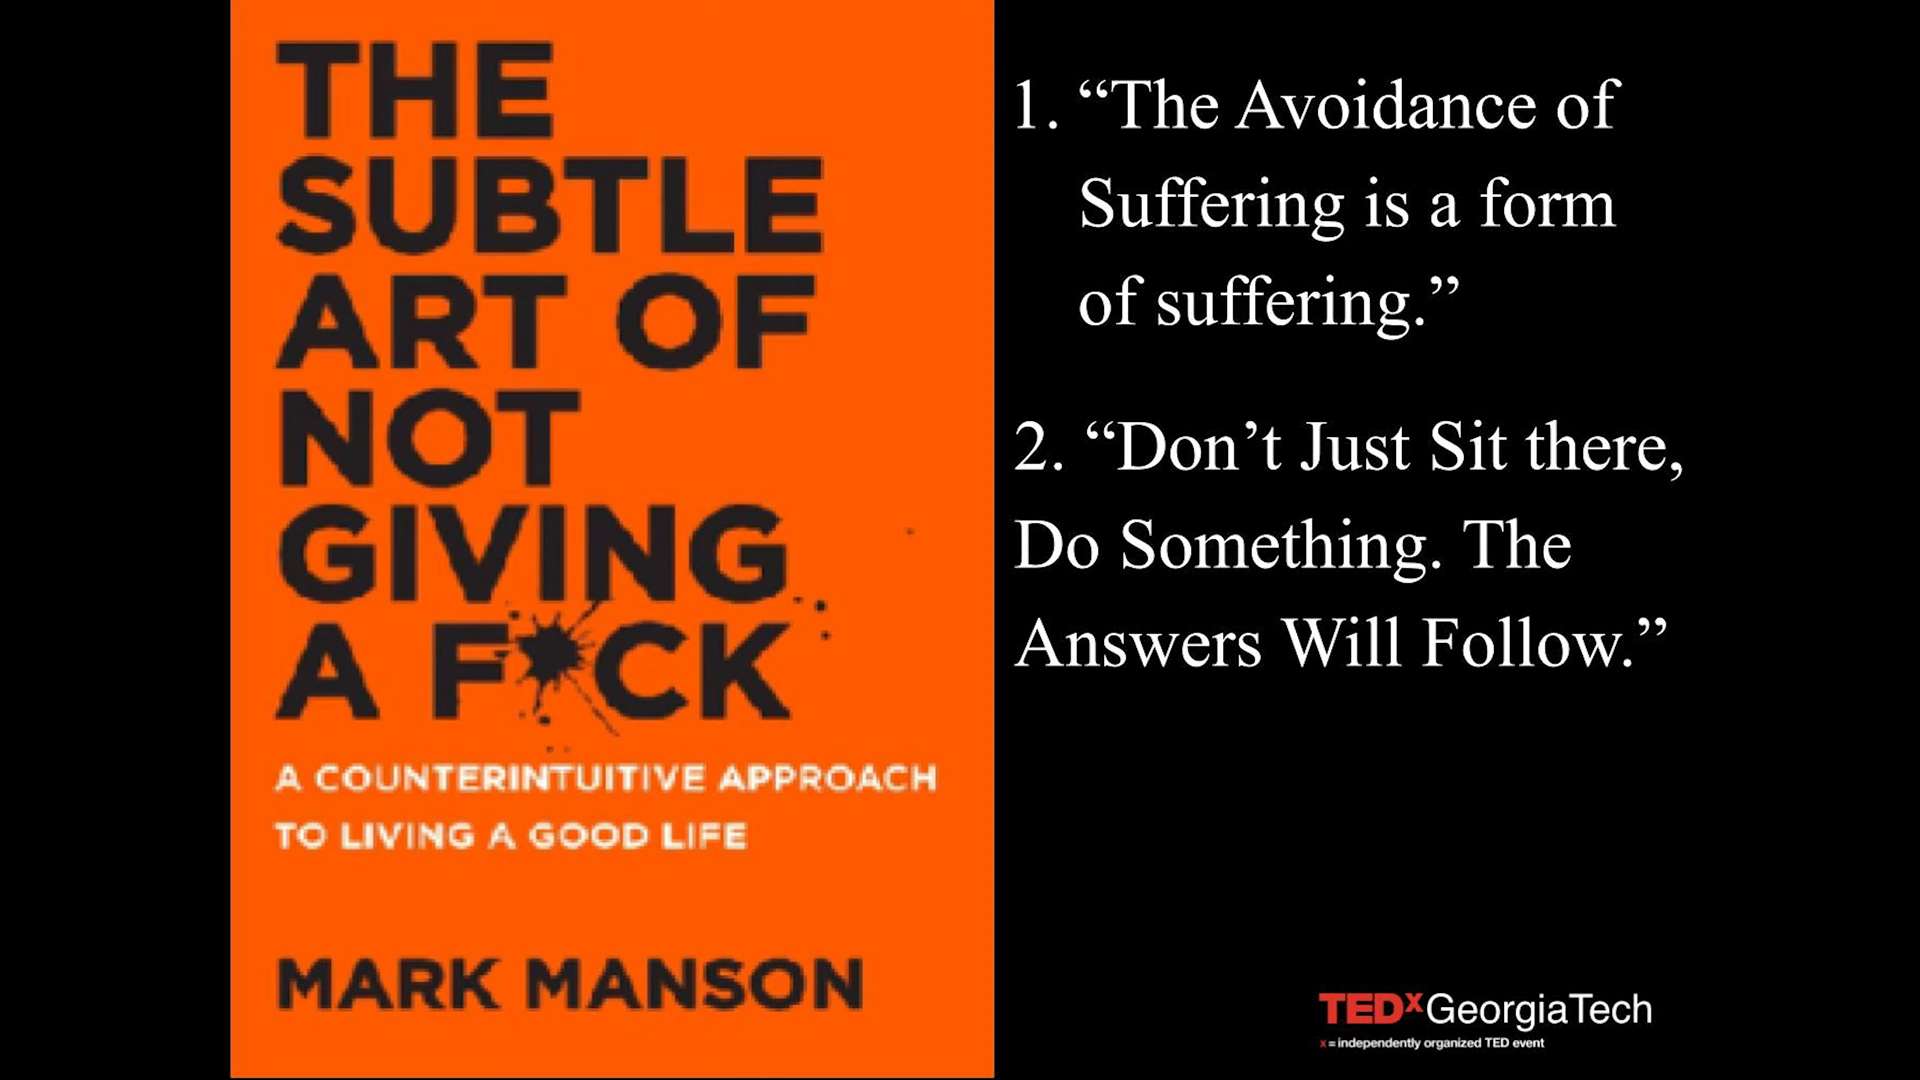 THE
SUBTLE
ART OF
NOT
GIVING
A F*CK
A COUNTERINTUITIVE APPROACH
TO LIVING A GOOD LIFE
MARK MANSON
1. “The Avoidance of
Suffering is a form
of suffering.”
2. “Don’t Just Sit there,
Do Something. The
Answers Will Follow.”
TEDxGeorgiaTech
x = independently organized TED event